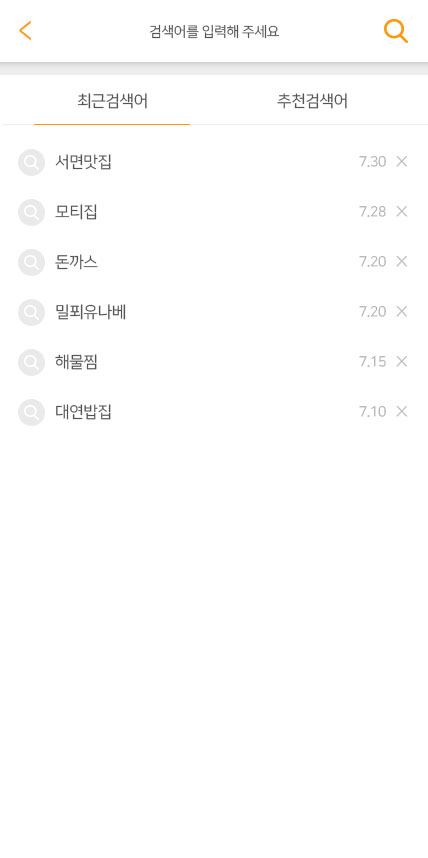 검색어를 입력해 주세요
최근검색어 추천검색어
서면맛집 7.30
모티집 7.28
돈까스 7.20
밀푀유나베 7.20
해물찜 7.15
대연밥집 7.10